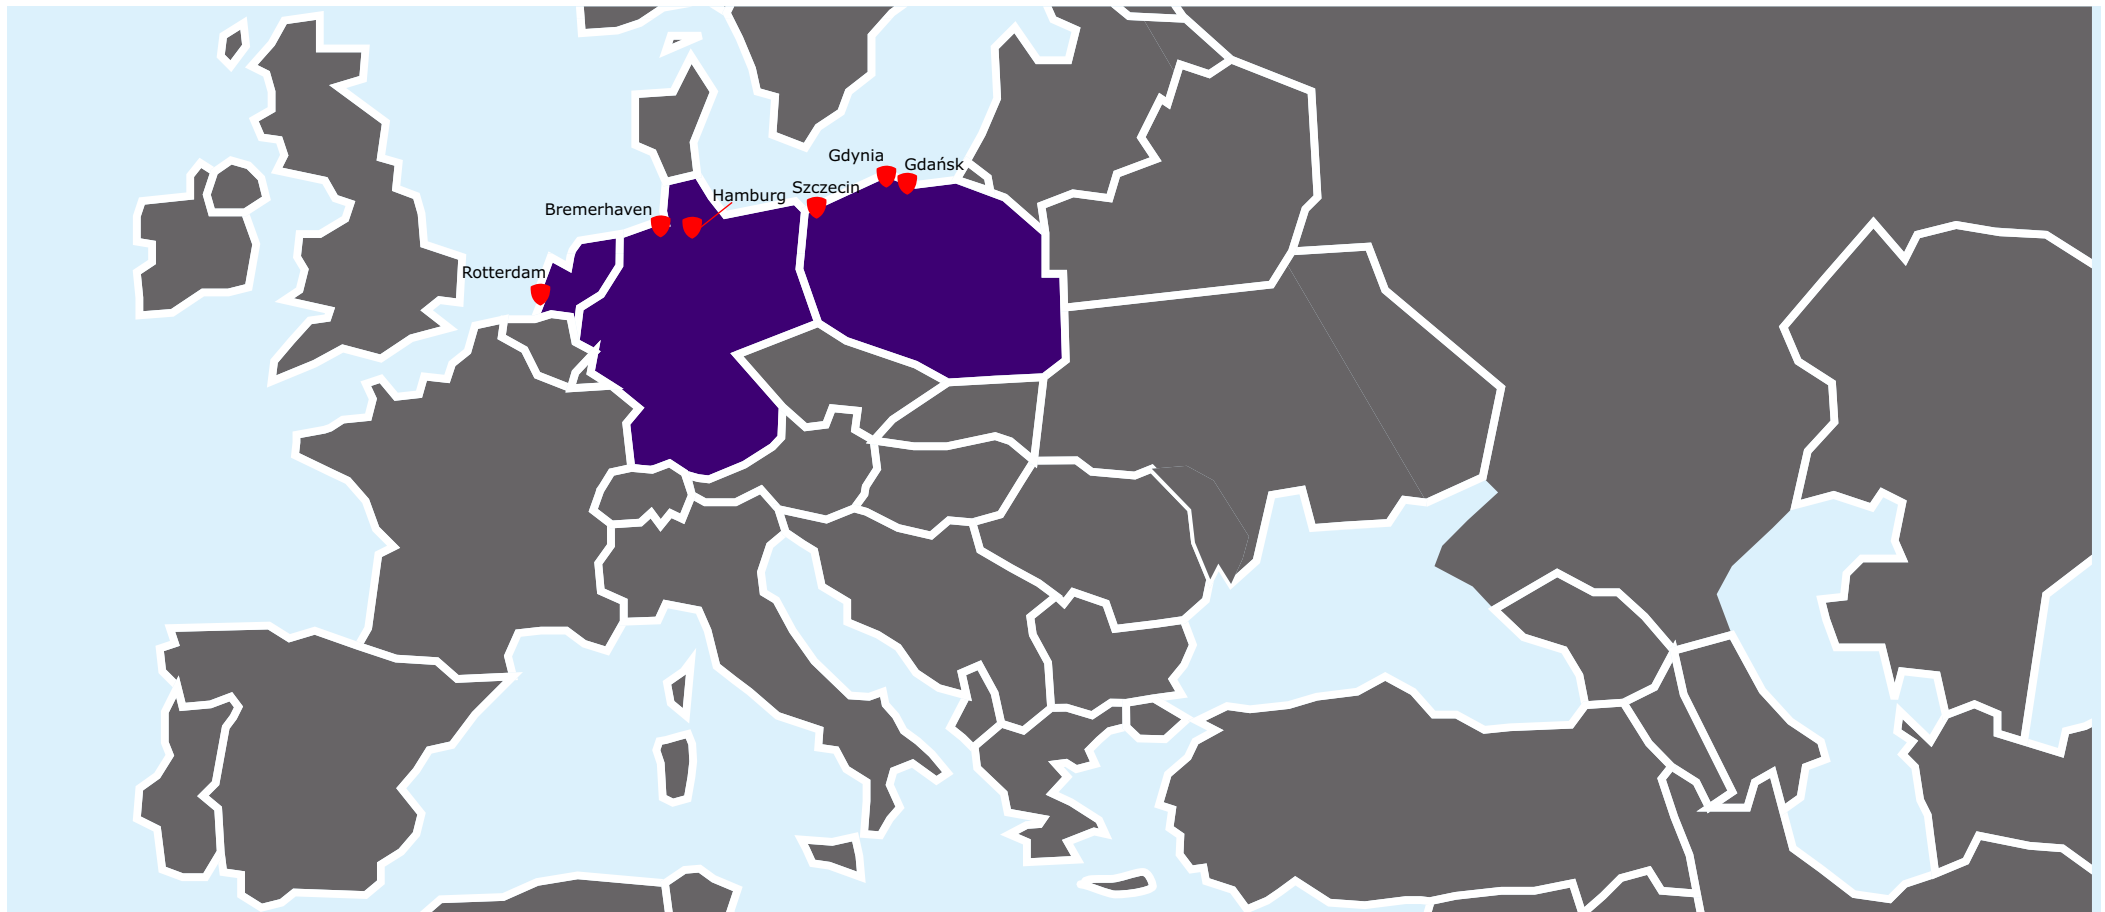 Gdynia
Gdańsk
Szczecin
Hamburg
Bremerhaven
Rotterdam